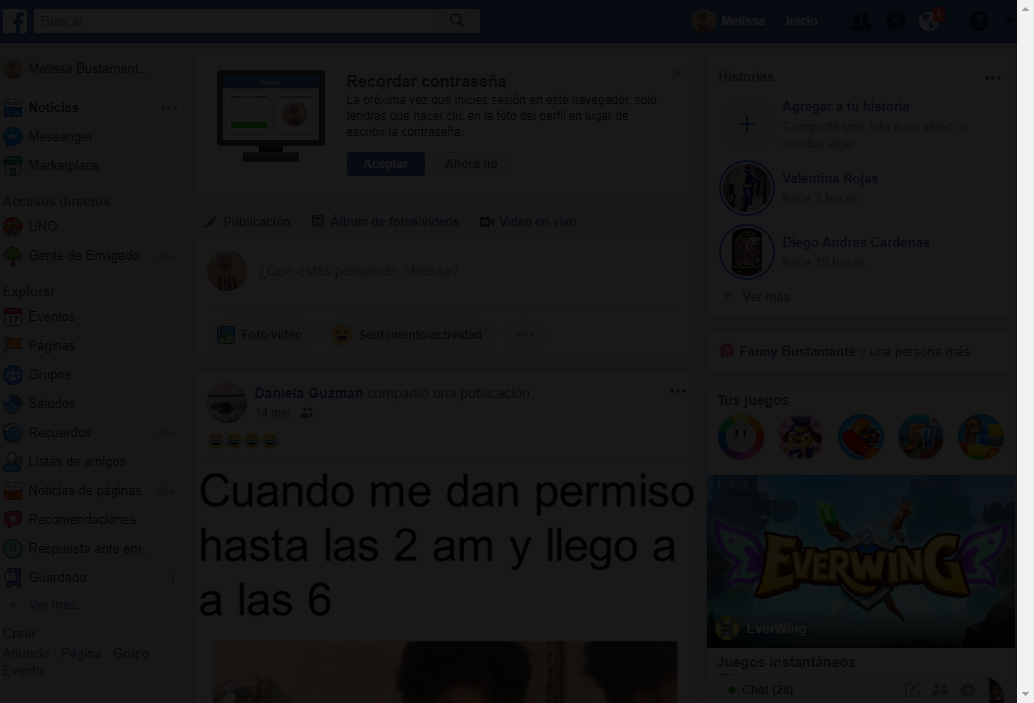 Buscar
Melissa
Inicio
Melissa Bustamant...
Noticias
Messenger
Marketplace
Accesos directos
UNO
Gente de Envigado 20+
Explorar
Eventos
Páginas
Grupos
Saludos
Recuerdos 20+
Listas de amigos
Noticias de páginas 20+
Recomendaciones
Respuesta ante em...
Guardado 1
Ver más...
Crear
Anuncio Página Grupo
Evento
Recordar contraseña
La próxima vez que inicies sesión en este navegador, solo
tendrás que hacer clic en la foto del perfil en lugar de
escribir la contraseña.
Aceptar Ahora no
Publicación Álbum de fotos/videos Video en vivo
¿Qué estás pensando, Melissa?
Foto/video Sentimiento/actividad
Daniela Guzman compartió una publicación.
14 min
Cuando me dan permiso
hasta las 2 am y llego a
a las 6
Historias
Agregar a tu historia
Comparte una foto o un video, o
escribe algo
Valentina Rojas
hace 3 horas
Diego Andres Cardenas
hace 19 horas
Ver más
Fanny Bustamante y una persona más
Tus juegos
EVERWING
EverWing
Juegos instantáneos
Chat (28)